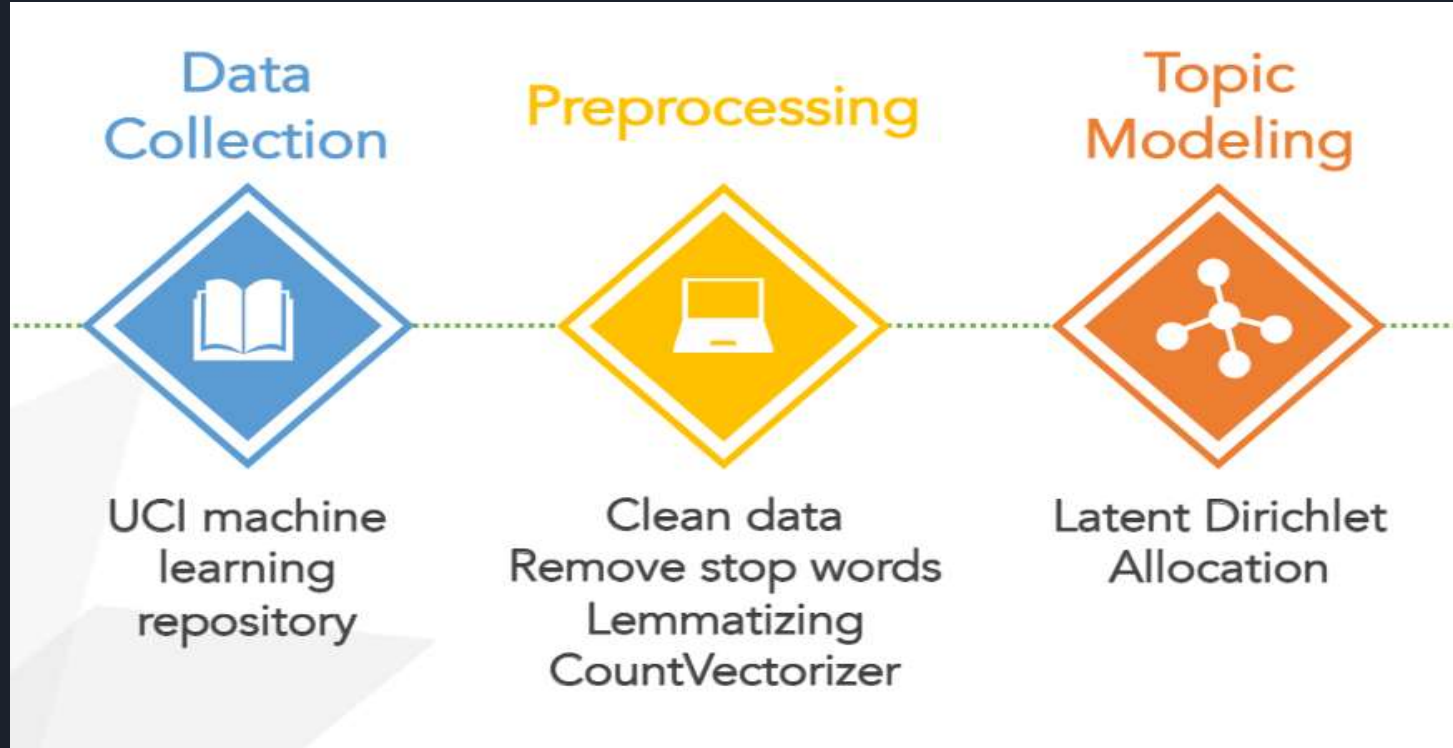 Data
Collection
UCI machine
learning
repository
Preprocessing
Clean data
Remove stop words
Lemmatizing
CountVectorizer
Topic
Modeling
Latent Dirichlet
Allocation